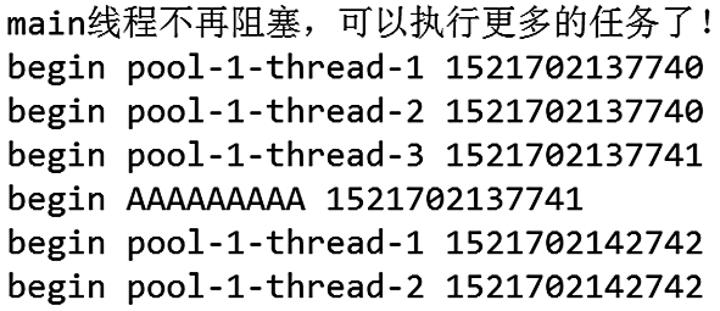 main线程不再阻塞，可以执行更多的任务了！
begin pool-1-thread-1 1521702137740
begin pool-1-thread-2 1521702137740
begin pool-1-thread-3 1521702137741
begin AAAAAAAAA 1521702137741
begin pool-1-thread-1 1521702142742
begin pool-1-thread-2 1521702142742